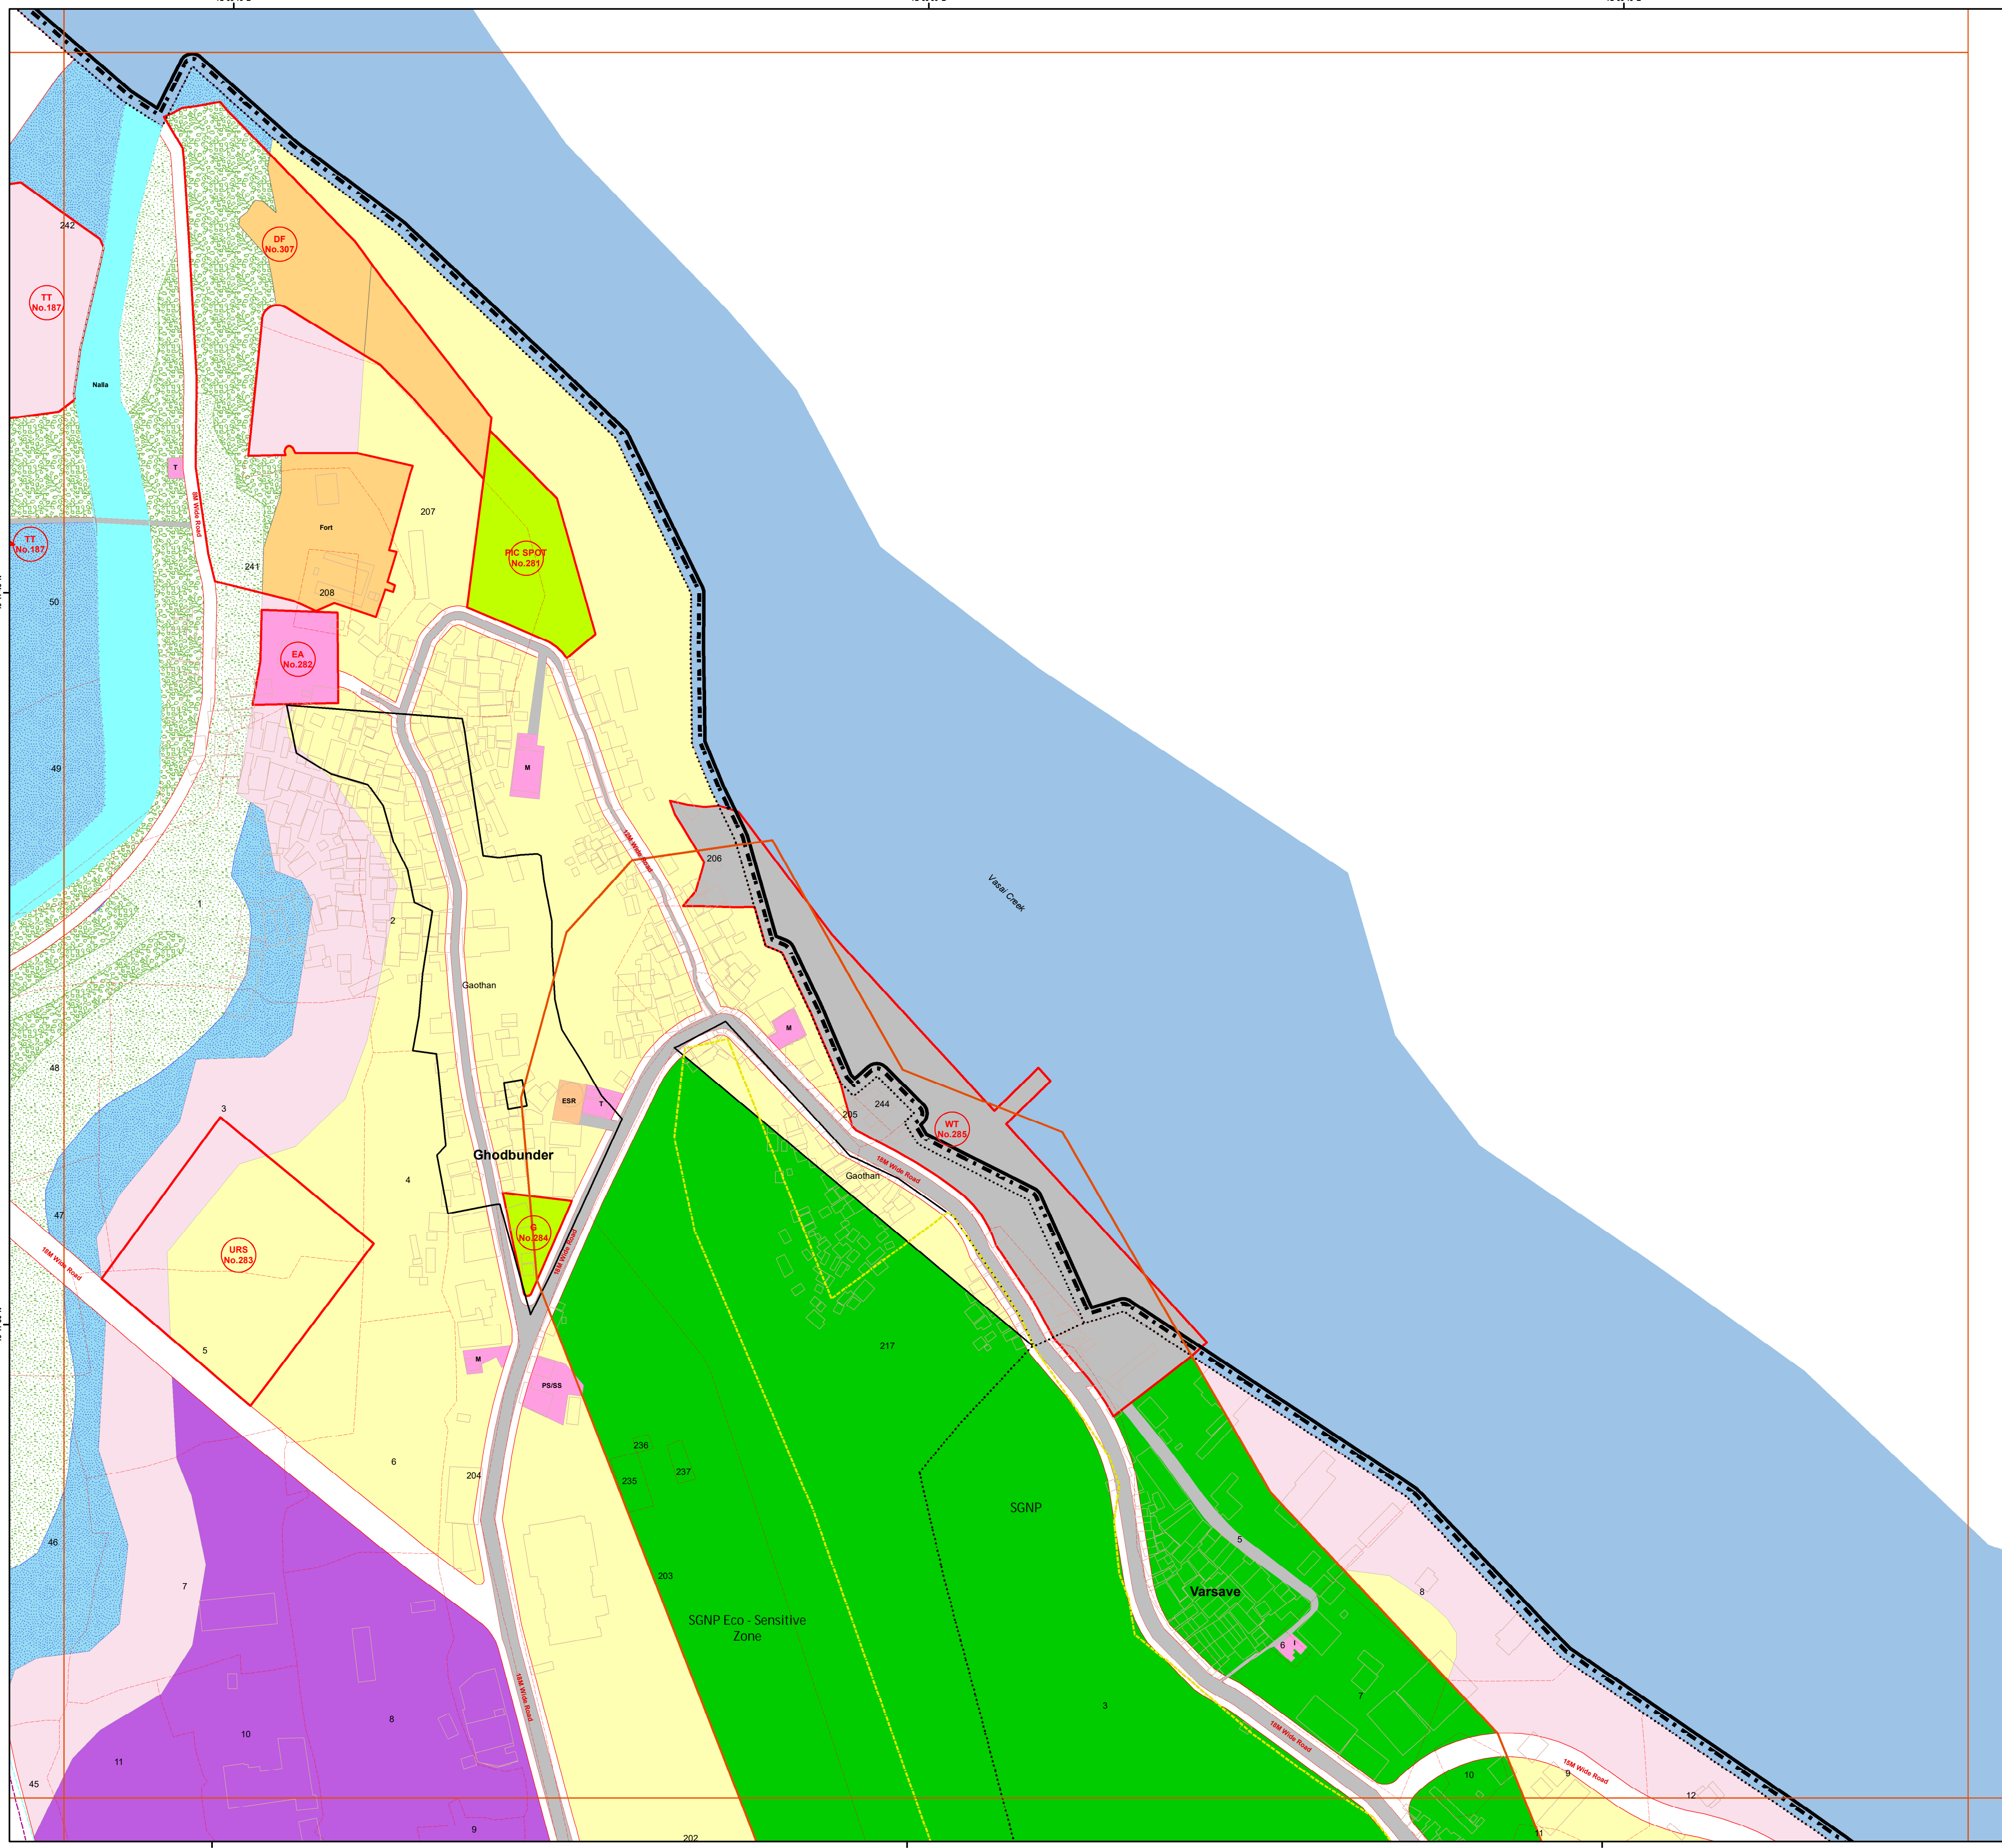 242
DF
No.307
TT
No.187
Nalla
T
8M Wide Road
Fort
207
TT
No.187
PIC SPOT
No.281
241
208
50
EA
No.282
49
M
12M Wide Road
206
Vasai Creek
1
2
Gaothan
M
48
ESR
T
3
205
244
WT
No.285
Ghodbunder
18M Wide Road
Gaothan
4
47
G
No.284
18M Wide Road
URS
No.283
18M Wide Road
5
217
M
PS/SS
236
237
235
6
204
SGNP
46
5
203
7
8
Varsave
SGNP Eco - Sensitive
Zone
6
I
7
18M Wide Road
3
8
10
18M Wide Road
11
45
10
9
15M Wide Road
12
9
202
11